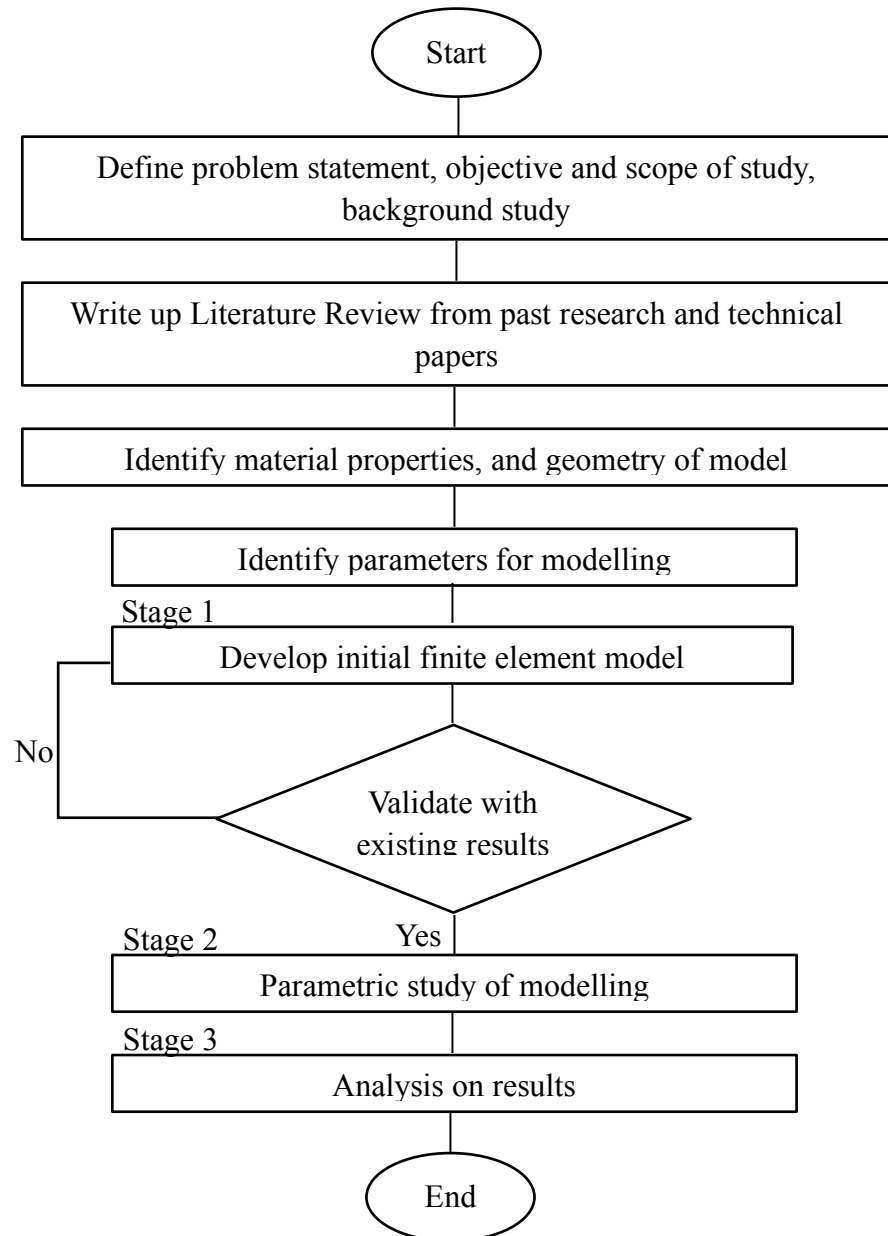 Start
Define problem statement, objective and scope of study,
background study
Write up Literature Review from past research and technical
papers
Identify material properties, and geometry of model
Identify parameters for modelling
Stage 1
Develop initial finite element model
No
Validate with
existing results
Yes
Stage 2
Parametric study of modelling
Stage 3
Analysis on results
End